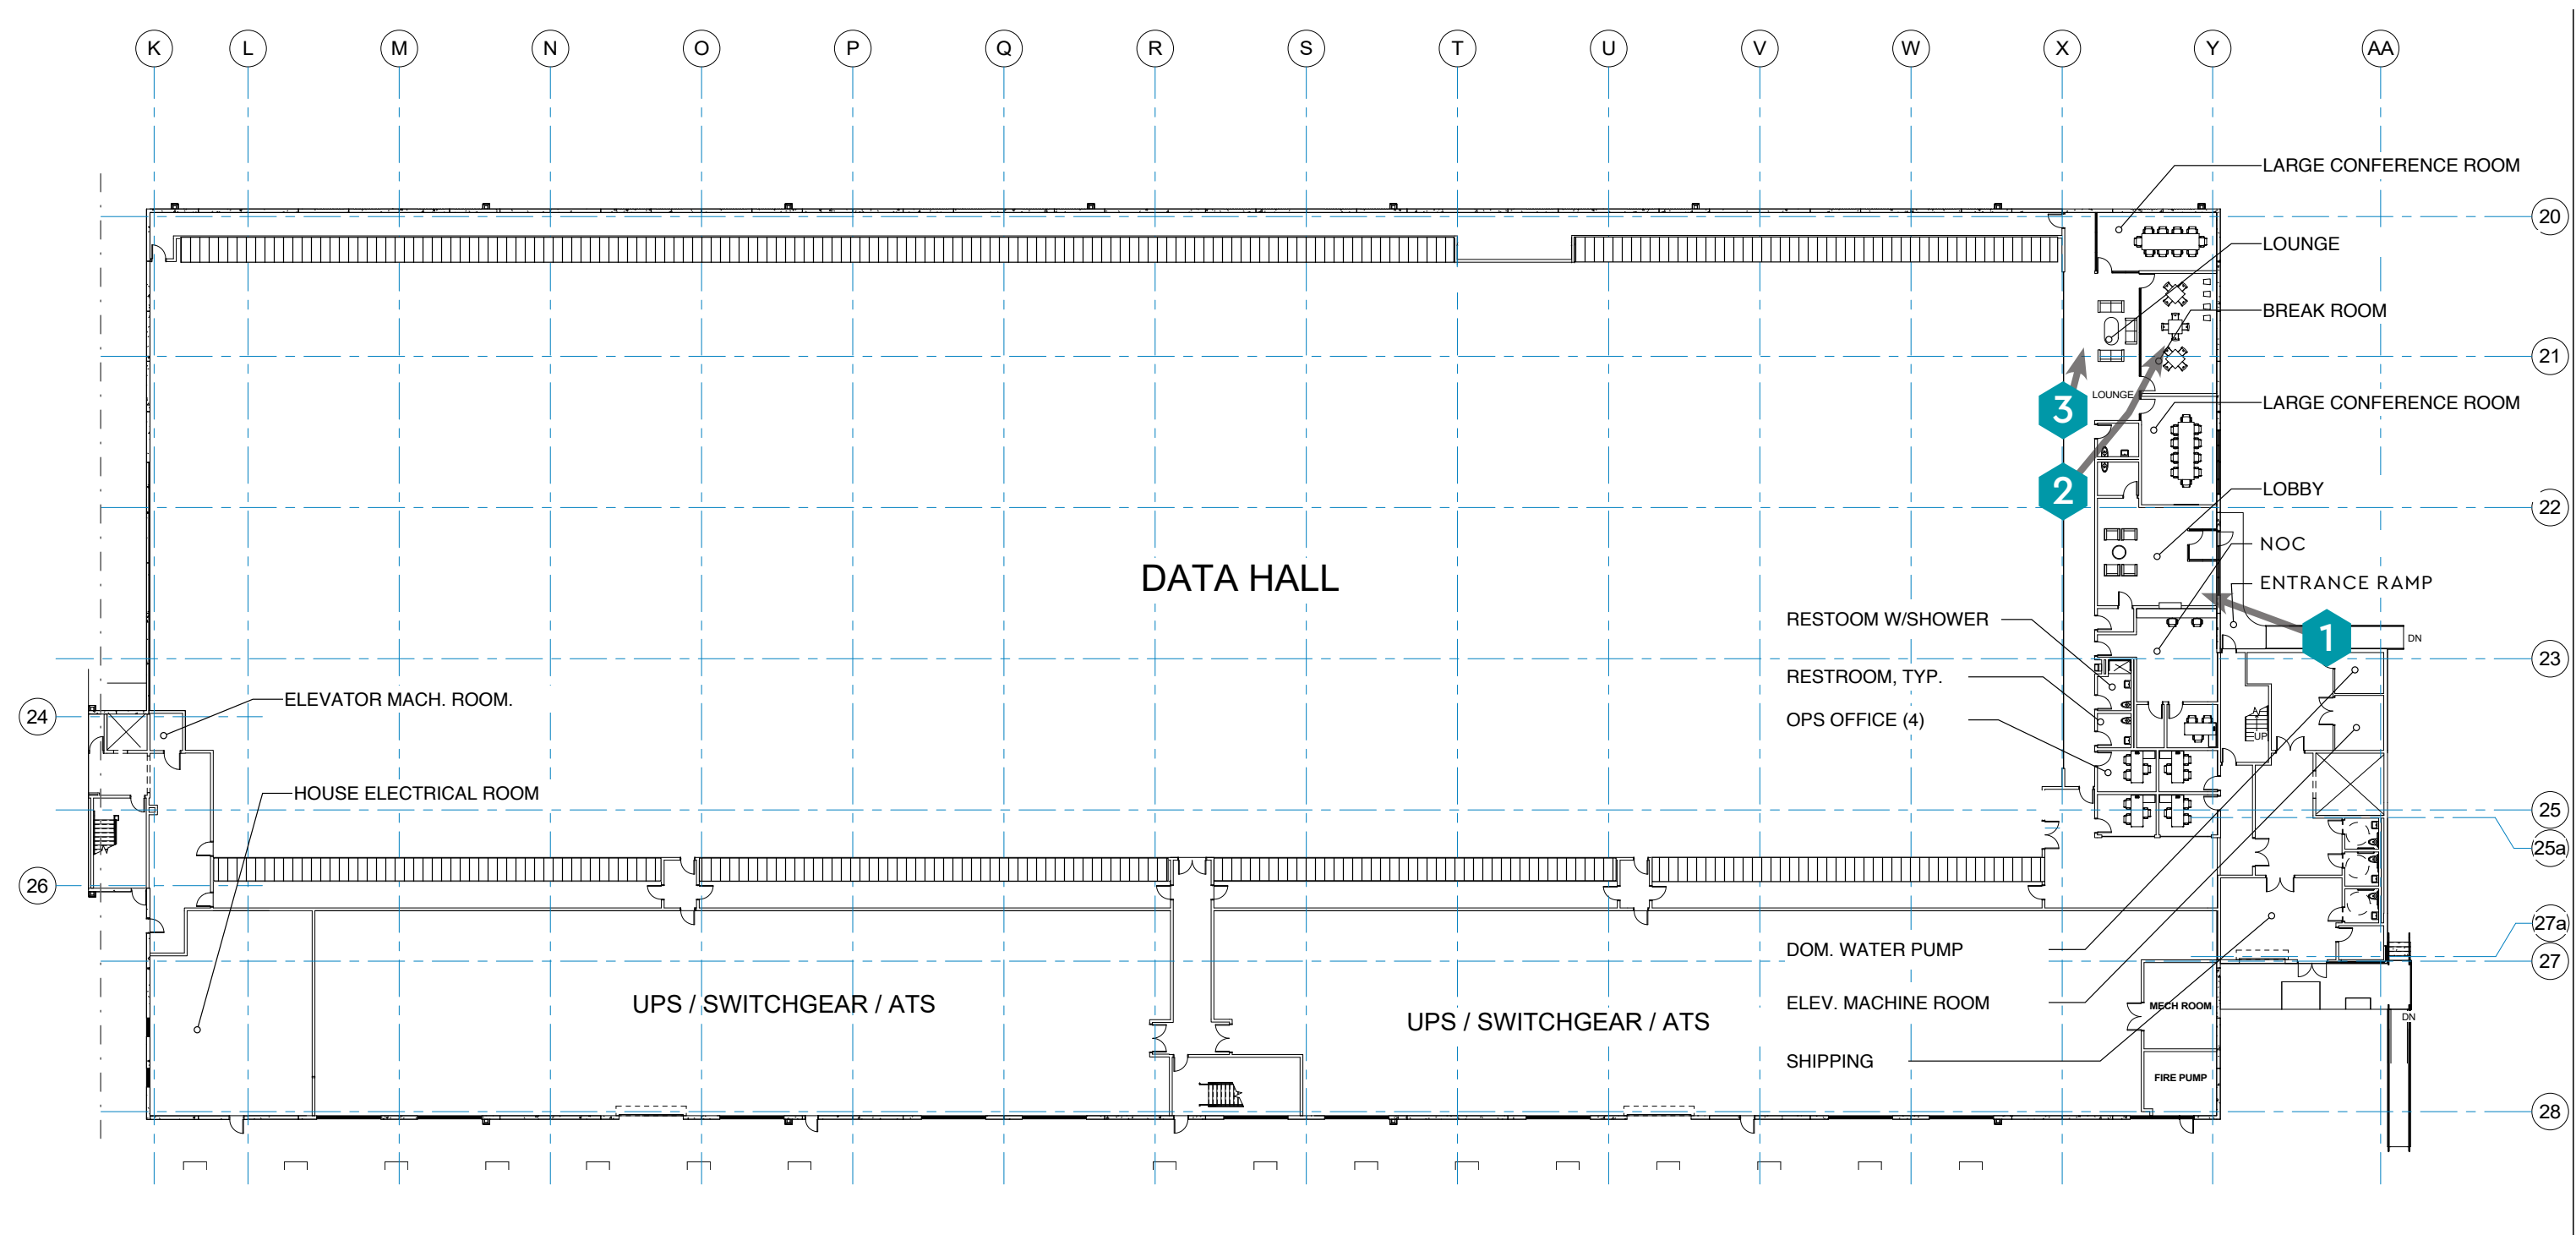 K L M N O P Q R S T U V W X Y AA
LARGE CONFERENCE ROOM
20
LOUNGE
BREAK ROOM
21
3
LOUNGE
LARGE CONFERENCE ROOM
2
LOBBY
22
NOC
DATA HALL
ENTRANCE RAMP
RESTOOM W/SHOWER
1
DN
23
RESTROOM, TYP.
ELEVATOR MACH. ROOM.
24
OPS OFFICE (4)
UP
HOUSE ELECTRICAL ROOM
25
25a
26
27a
DOM. WATER PUMP
27
UPS / SWITCHGEAR / ATS
ELEV. MACHINE ROOM
MECH ROOM
UPS / SWITCHGEAR / ATS
DN
SHIPPING
FIRE PUMP
28